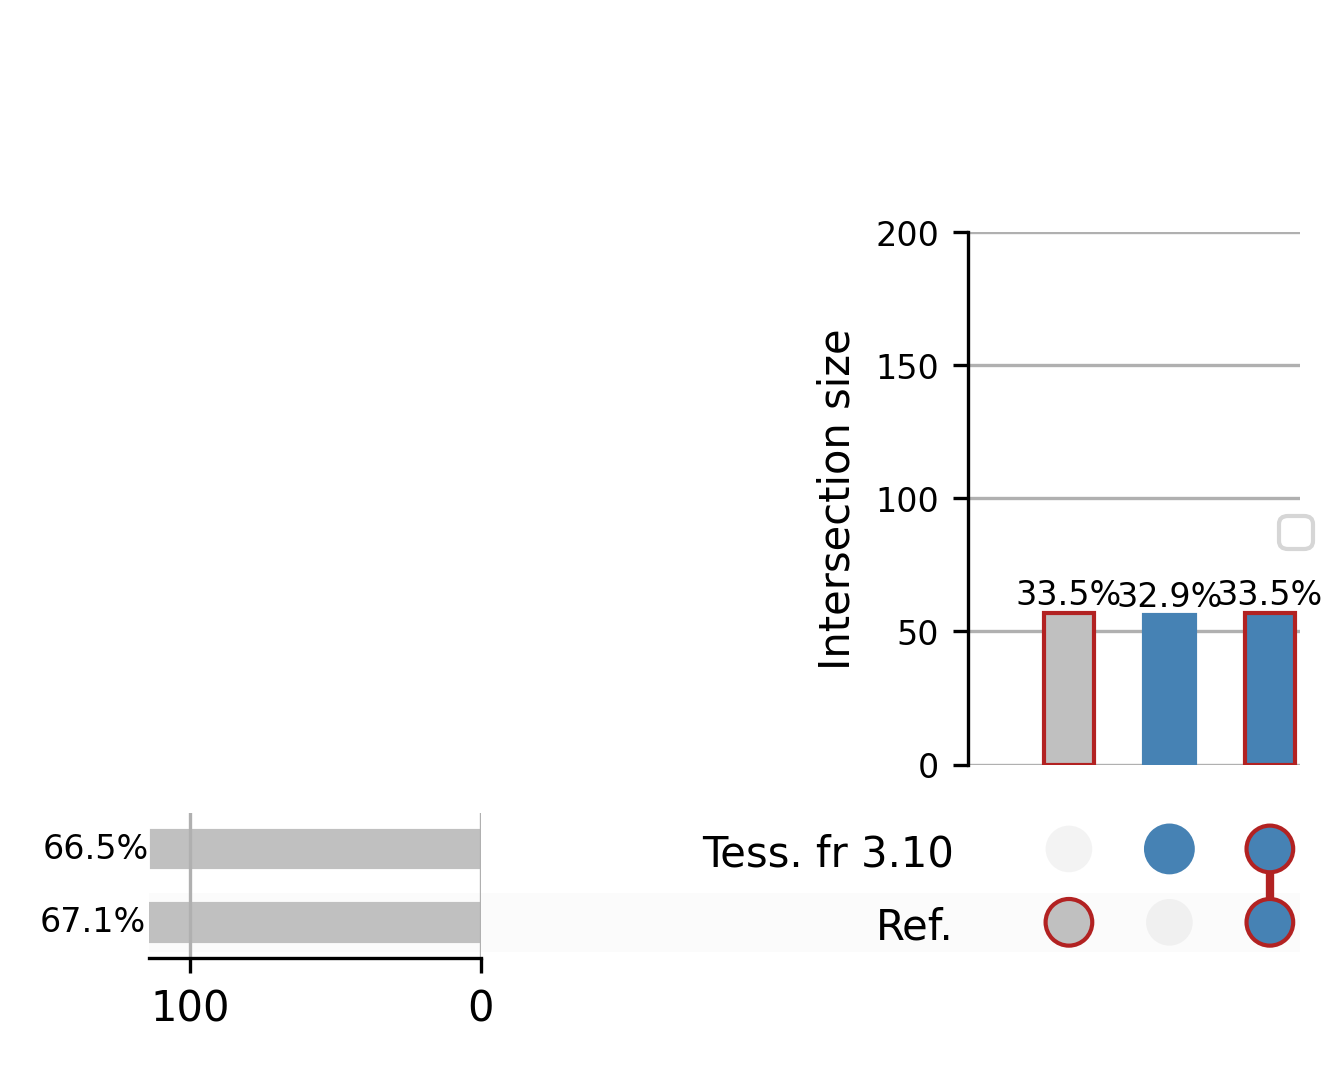 200
150
100
50
0
Intersection size
33.5% 32.9% 33.5%
66.5%
67.1%
100 0
Tess. fr 3.10
Ref.